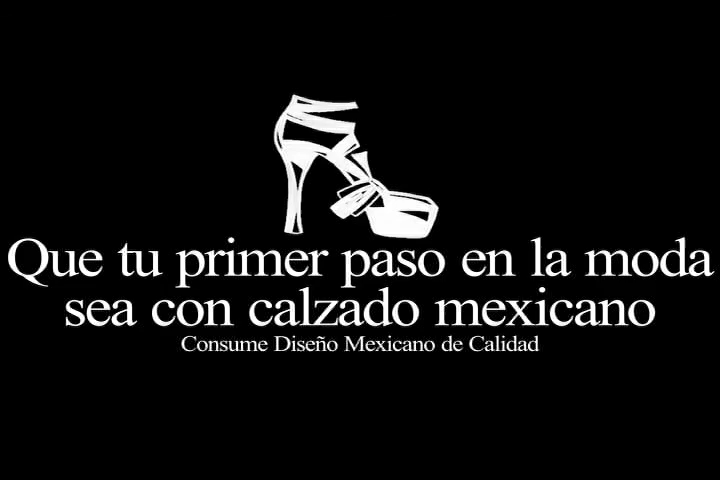 Que tu primer paso en la moda
sea con calzado mexicano
Consume Diseño Mexicano de Calidad